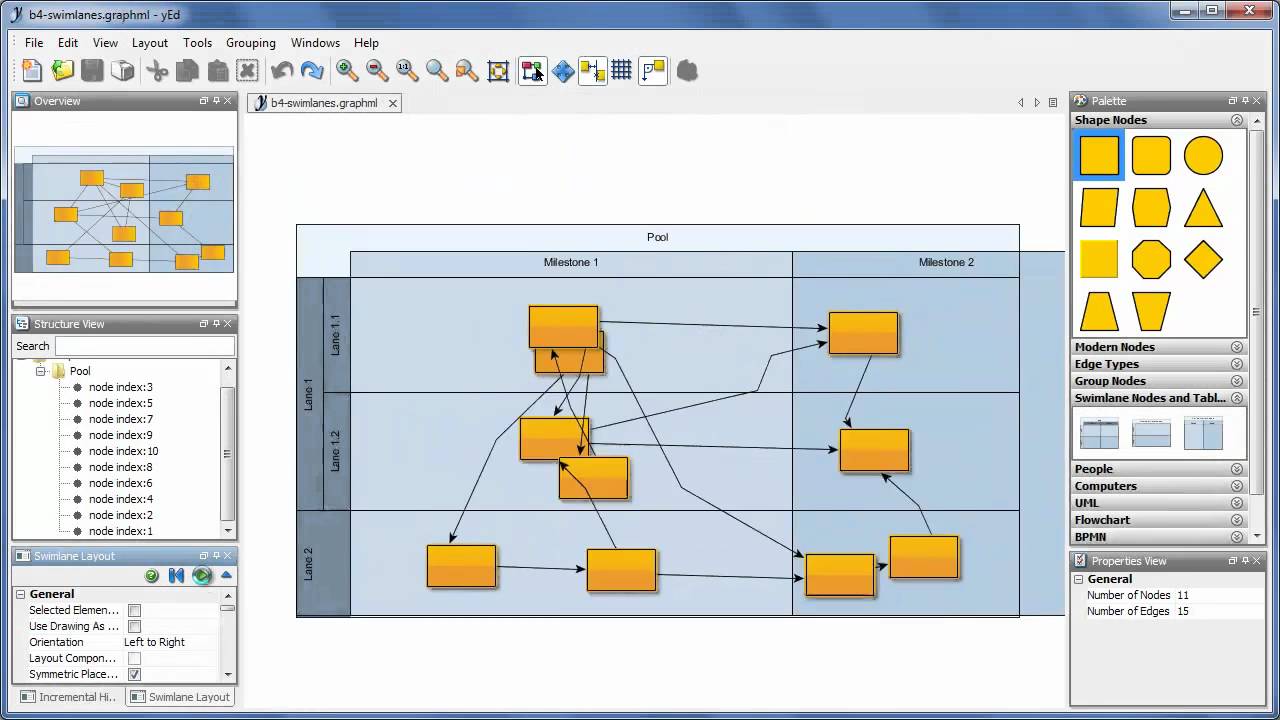 b4-swimlanes.graphml - yEd
File Edit View Layout Tools Grouping Windows Help
1:1
Overview
b4-swimlanes.graphml
Palette
Shape Nodes
Modern Nodes
Edge Types
Group Nodes
Swimlane Nodes and Tabl...
People
Computers
UML
Flowchart
BPMN
Structure View
Search
Pool
node index:3
node index:5
node index:7
node index:9
node index:10
node index:8
node index:6
node index:4
node index:2
node index:1
Swimlane Layout
General
Selected Elemen...
Use Drawing As ...
Orientation Left to Right
Layout Compon...
Symmetric Place...
Incremental Hi.. Swimlane Layout
Pool
Milestone 1 Milestone 2
Lane 1
Lane 1.1
Lane 1.2
Lane 2
Properties View
General
Number of Nodes 11
Number of Edges 15